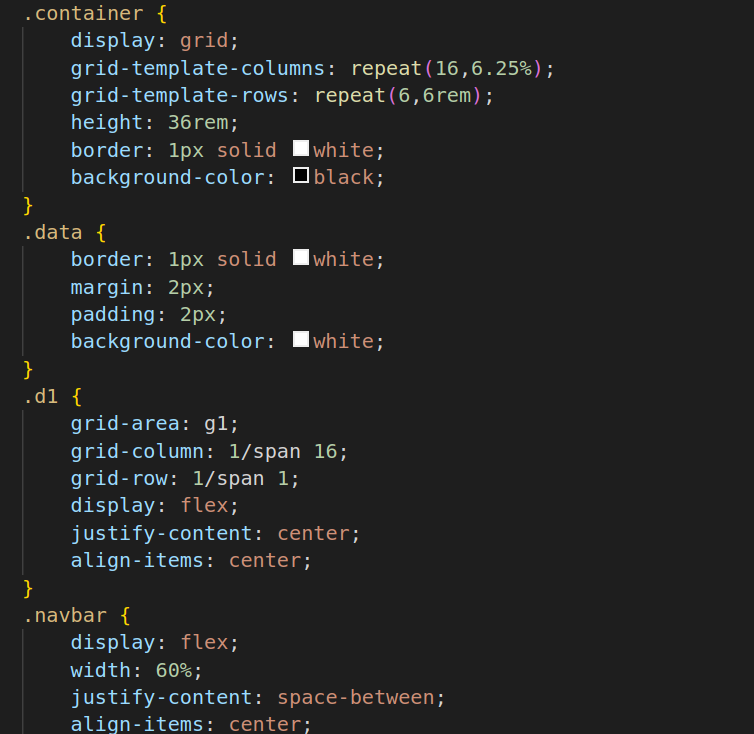 .container {
    display: grid;
    grid-template-columns: repeat(16,6.25%);
    grid-template-rows: repeat(6,6rem);
    height: 36rem;
    border: 1px solid white;
    background-color: black;
}
.data {
    border: 1px solid white;
    margin: 2px;
    padding: 2px;
    background-color: white;
}
.d1 {
    grid-area: g1;
    grid-column: 1/span 16;
    grid-row: 1/span 1;
    display: flex;
    justify-content: center;
    align-items: center;
}
.navbar {
    display: flex;
    width: 60%;
    justify-content: space-between;
    align-items: center;